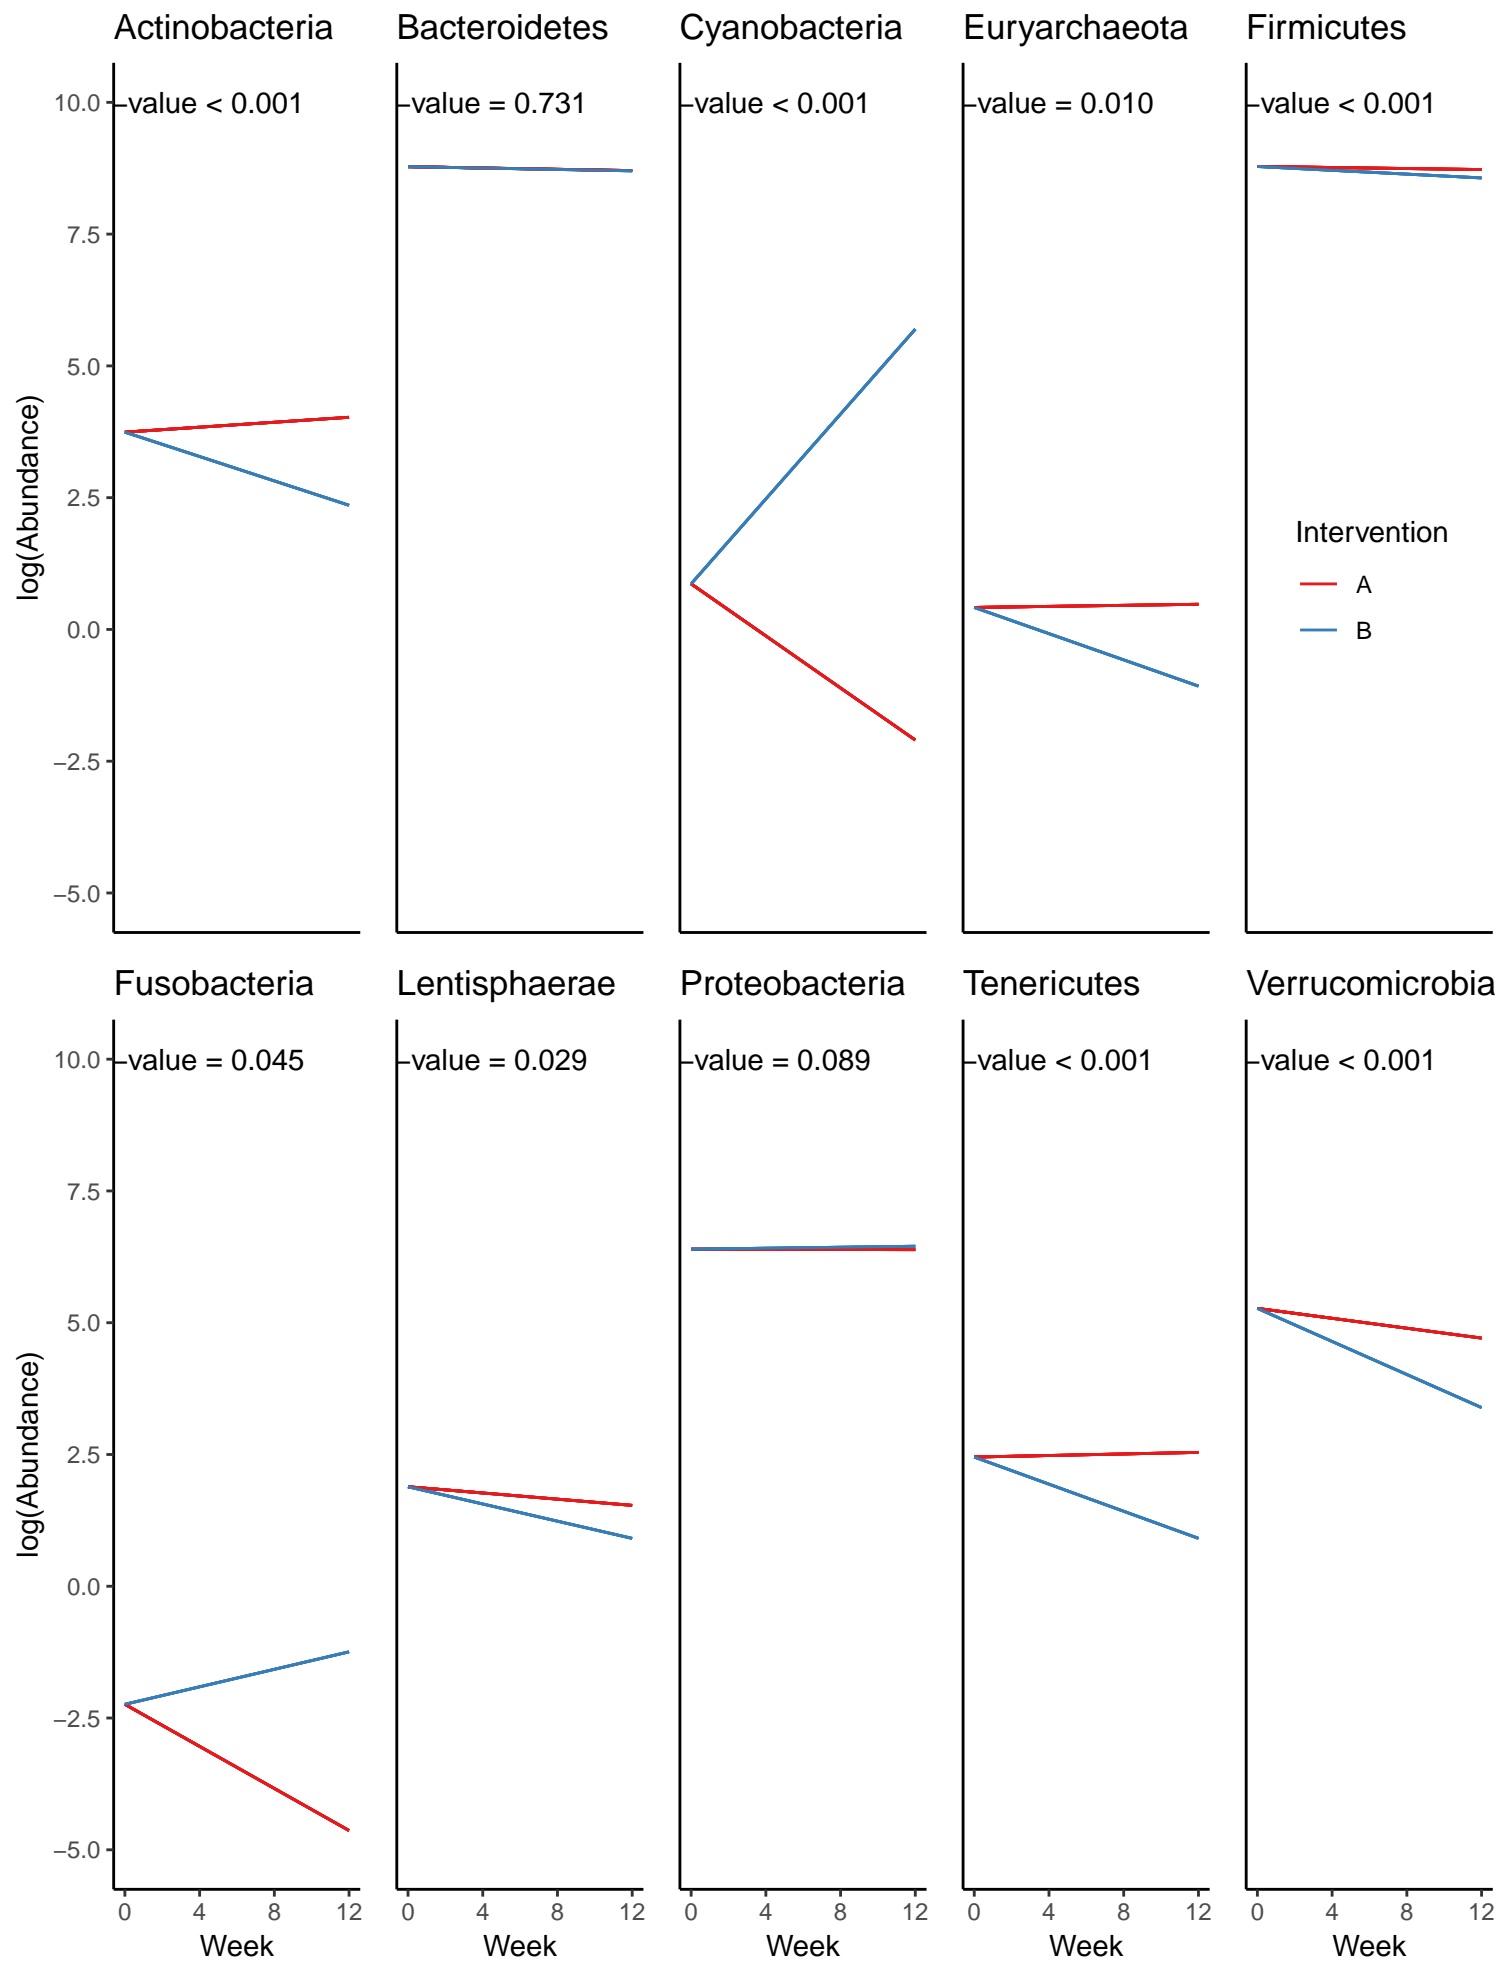 Actinobacteria Bacteroidetes Cyanobacteria Euryarchaeota Firmicutes
10.0 –value < 0.001 –value = 0.731 –value < 0.001 –value = 0.010 –value < 0.001
7.5
5.0
log(Abundance)
2.5
Intervention
A
0.0
B
−2.5
−5.0
Fusobacteria Lentisphaerae Proteobacteria Tenericutes Verrucomicrobia
10.0 –value = 0.045 –value = 0.029 –value = 0.089 –value < 0.001 –value < 0.001
7.5
5.0
log(Abundance)
2.5
0.0
−2.5
−5.0
0 4 8 12 0 4 8 12 0 4 8 12 0 4 8 12 0 4 8 12
Week Week Week Week Week